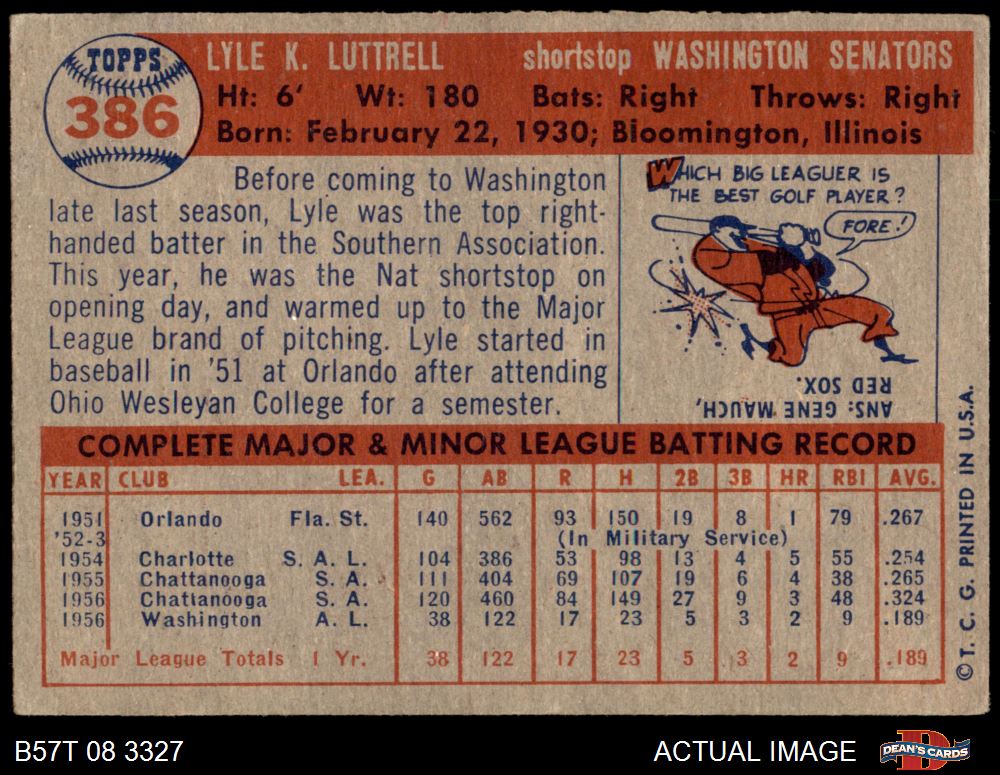 TOPPS
386
LYLE K. LUTTRELL shortstop WASHINGTON SENATORS
Ht: 6' Wt: 180 Bats: Right Throws: Right
Born: February 22, 1930; Bloomington, Illinois
Before coming to Washington
late last season, Lyle was the top right-
handed batter in the Southern Association.
This year, he was the Nat shortstop on
opening day, and warmed up to the Major
League brand of pitching. Lyle started in
baseball in '51 at Orlando after attending
Ohio Wesleyan College for a semester.
WHICH BIG LEAGUER IS
THE BEST GOLF PLAYER?
FORE!
ANS: GENE MAUCH,
RED SOX.
COMPLETE MAJOR & MINOR LEAGUE BATTING RECORD
YEAR CLUB LEA. G AB R H 2B 3B HR RBI AVG.
1951 Orlando Fla. St. 140 562 93 150 19 8 1 79 .267
'52-3 (In Military Service)
1954 Charlotte S. A. L. 104 386 53 98 13 4 5 55 .254
1955 Chattanooga S. A. 111 404 69 107 19 6 4 38 .265
1956 Chattanooga S. A. 120 460 84 149 27 9 3 48 .324
1956 Washington A. L. 38 122 17 23 5 3 2 9 .189
Major League Totals 1 Yr. 38 122 17 23 5 3 2 9 .189
© T. C. G. PRINTED IN U.S.A.
B57T 08 3327 ACTUAL IMAGE DEAN'S CARDS